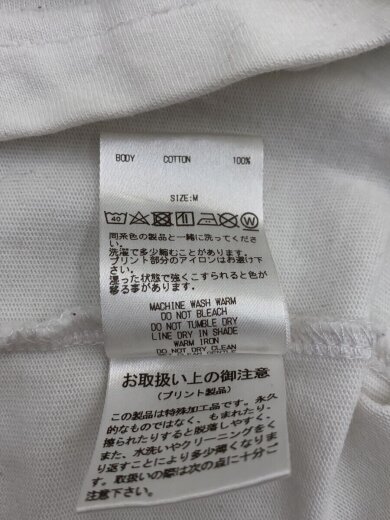 BODY COTTON 100%
SIZE:M
40
同系色の製品と一緒に洗ってください。
洗濯で多少縮むことがあります
プリント部分のアイロンはお避け下さい。
湿った状態で強くこすられると色が移る事があります。
MACHINE WASH WARM
DO NOT BLEACH
DO NOT TUMBLE DRY
LINE DRY IN SHADE
WARM IRON
DO NOT DRY CLEAN
お取扱い上の御注意
(プリント製品)
この製品は特殊加工品です。永久
的なものではなく、もまれたり、
擦られたりすると脱落しやすく、
また、水洗いやクリーニングをく
り返すことにより多少薄くなりま
す。取扱いの際は次の点に十分ご
注意下さい。